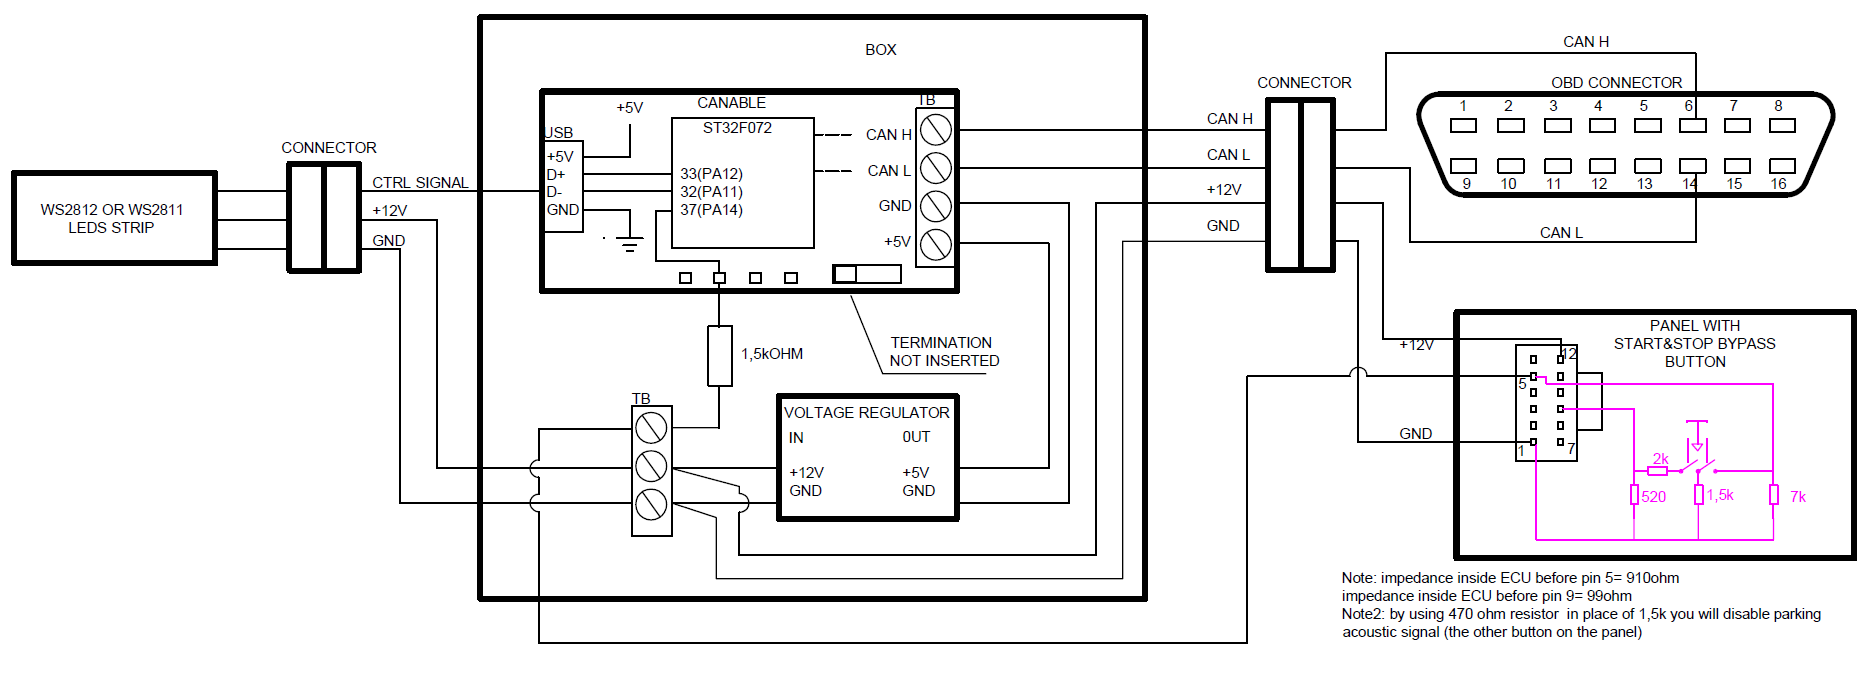 BOX
CAN H
CONNECTOR
OBD CONNECTOR
1 2 3 4 5 6 7 8
9 10 11 12 13 14 15 16
CAN L
CANABLE
TB
+5V
ST32F072
USB
+5V
D+
D-
GND
33(PA12)
32(PA11)
37(PA14)
CAN H
CAN L
GND
+5V
CAN H
CAN L
+12V
GND
CONNECTOR
CTRL SIGNAL
+12V
GND
WS2812 OR WS2811
LEDS STRIP
1,5kOHM
TERMINATION
NOT INSERTED
TB
VOLTAGE REGULATOR
IN 0UT
+12V +5V
GND GND
PANEL WITH
START&STOP BYPASS
BUTTON
+12V
12
5
GND
1 7
2k
520 1,5k 7k
Note: impedance inside ECU before pin 5= 910ohm
impedance inside ECU before pin 9= 99ohm
Note2: by using 470 ohm resistor in place of 1,5k you will disable parking
acoustic signal (the other button on the panel)